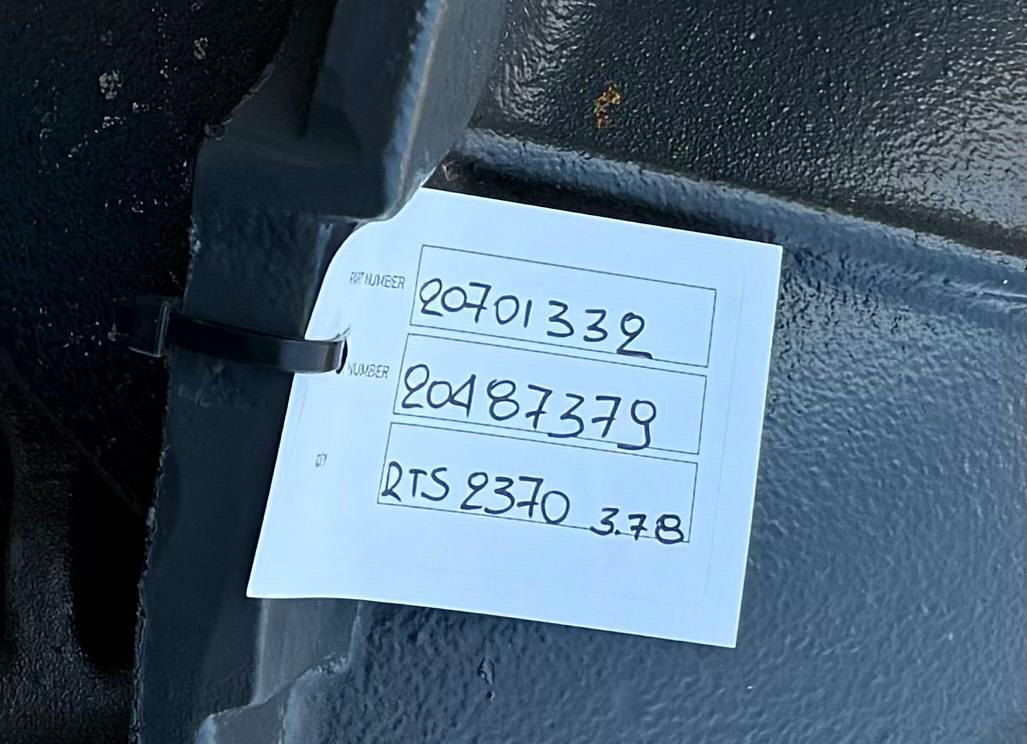 PART NUMBER 20701332
NUMBER 20487379
QTY RTS 2370 3.78